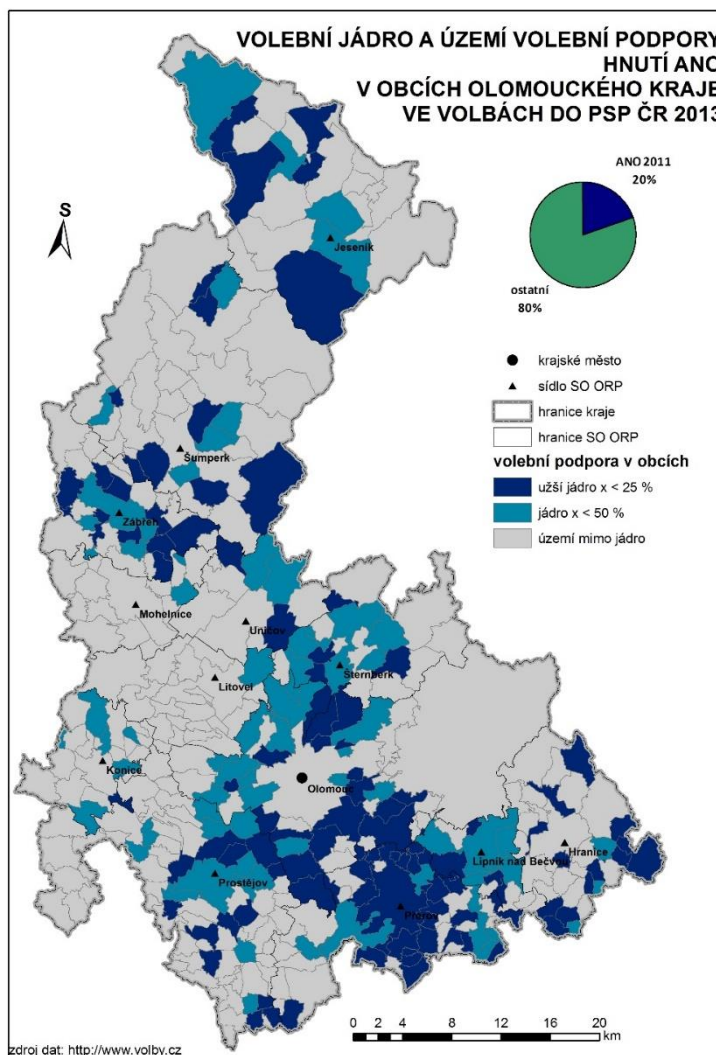 VOLEBNÍ JÁDRO A ÚZEMÍ VOLEBNÍ PODPORY
HNUTÍ ANO
V OBCÍCH OLOMOUCKÉHO KRAJE
VE VOLBÁCH DO PSP ČR 2013
ANO 2011
20%
ostatní
80%
S
Jeseník
krajské město
sídlo SO ORP
hranice kraje
hranice SO ORP
volební podpora v obcích
užší jádro x < 25 %
jádro x < 50 %
území mimo jádro
Šumperk
Zábřeh
Mohelnice
Uničov
Šternberk
Litovel
Konice
Olomouc
Hranice
Lipník nad Bečvou
Prostějov
Přerov
0 2 4 8 12 16 20
km
zdroj dat: http://www.volby.cz